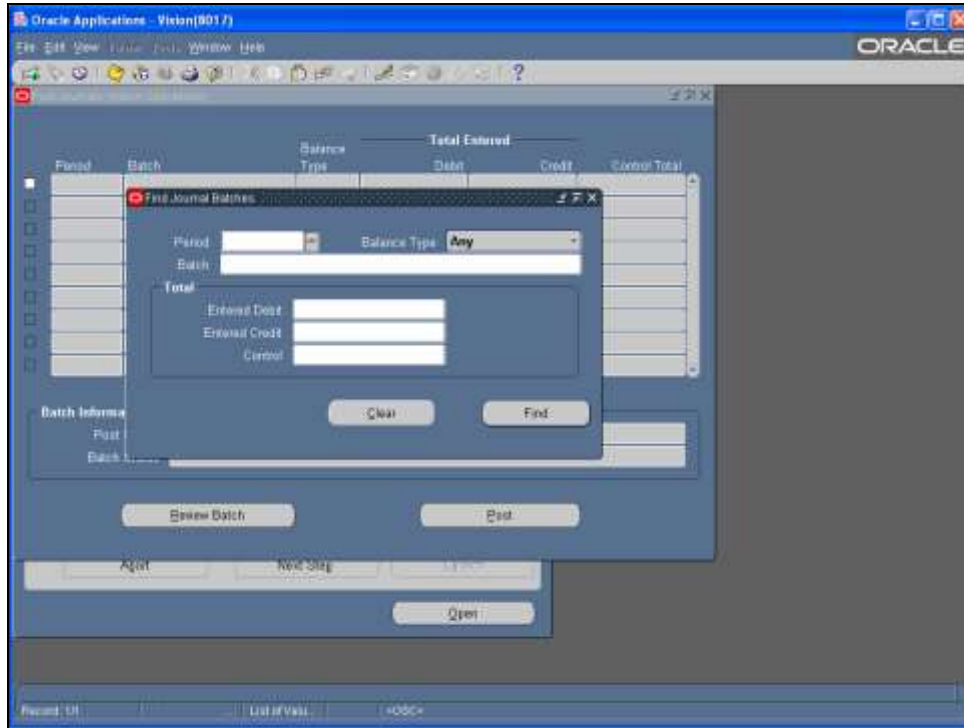 Oracle Applications - Vision(8017)
File Edit View Window Help
ORACLE
Total Entered
Balance
Period Batch Type Debit Credit Control Total
Find Journal Batches
Period Balance Type Any
Batch
Total
Entered Debit
Entered Credit
Control
Clear Find
Batch Informa
Post
Batch
Review Batch Post
Next Step
Open
Record: 1/1 List of Valu... <OSC>